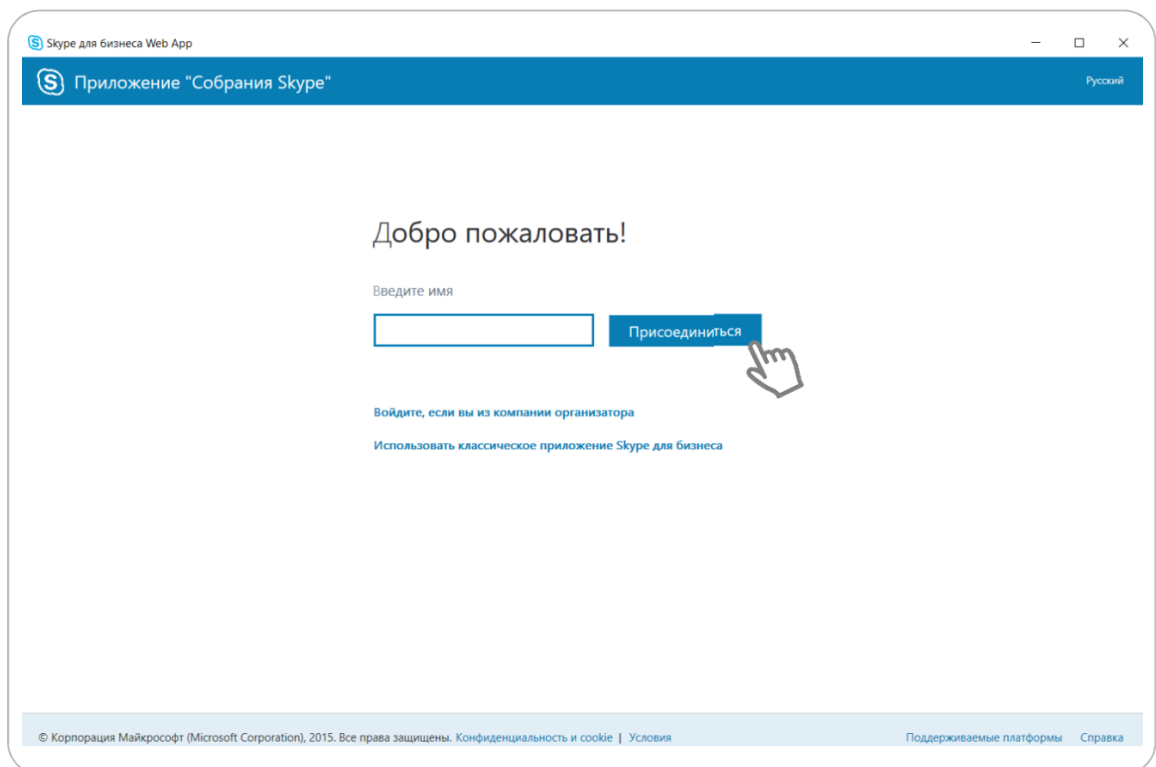 Skype для бизнеса Web App
Приложение "Собрания Skype"
Русский
Добро пожаловать!
Введите имя
Присоединиться
Войдите, если вы из компании организатора
Использовать классическое приложение Skype для бизнеса
© Корпорация Майкрософт (Microsoft Corporation), 2015. Все права защищены. Конфиденциальность и cookie | Условия
Поддерживаемые платформы Справка